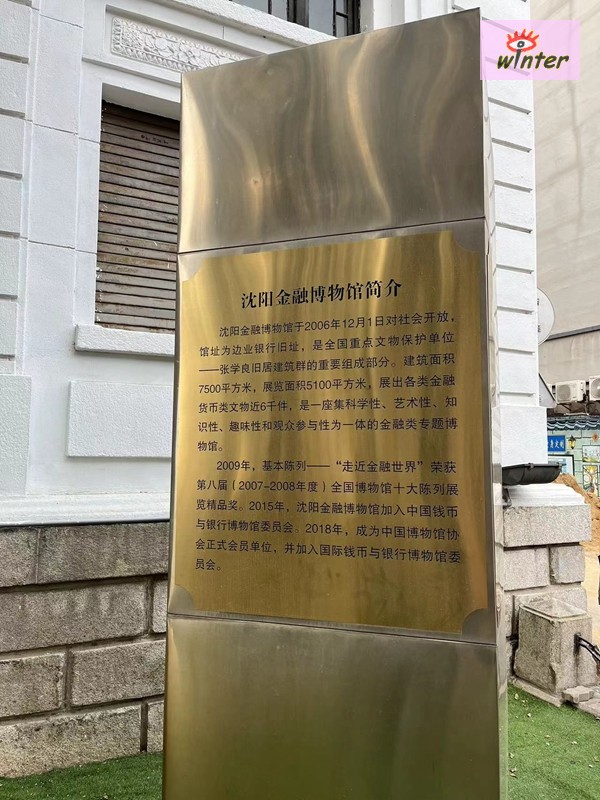 winter
沈阳金融博物馆简介
沈阳金融博物馆于2006年12月1日对社会开放，
馆址为边业银行旧址，是全国重点文物保护单位
——张学良旧居建筑群的重要组成部分。建筑面积
7500平方米，展览面积5100平方米，展出各类金融
货币类文物近6千件，是一座集科学性、艺术性、知
识性、趣味性和观众参与性为一体的金融类专题博
物馆。
2009年，基本陈列——“走近金融世界”荣获
第八届（2007-2008年度）全国博物馆十大陈列展
览精品奖。2015年，沈阳金融博物馆加入中国钱币
与银行博物馆委员会。2018年，成为中国博物馆协
会正式会员单位，并加入国际钱币与银行博物馆委
员会。